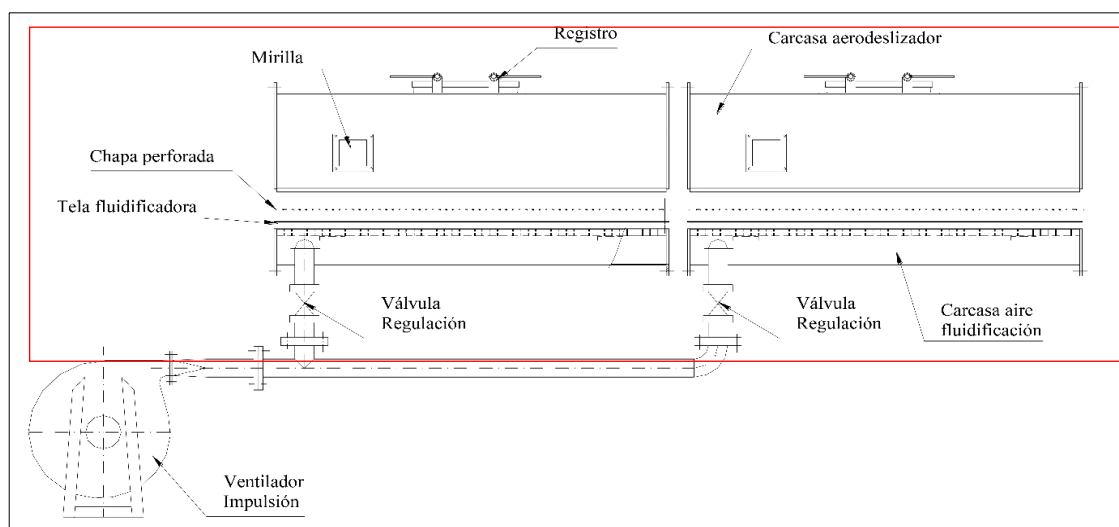 Registro
Carcasa aerodeslizador
Mirilla
Chapa perforada
Tela fluidificadora
Válvula
Regulación
Válvula
Regulación
Carcasa aire
fluidificación
Ventilador
Impulsión